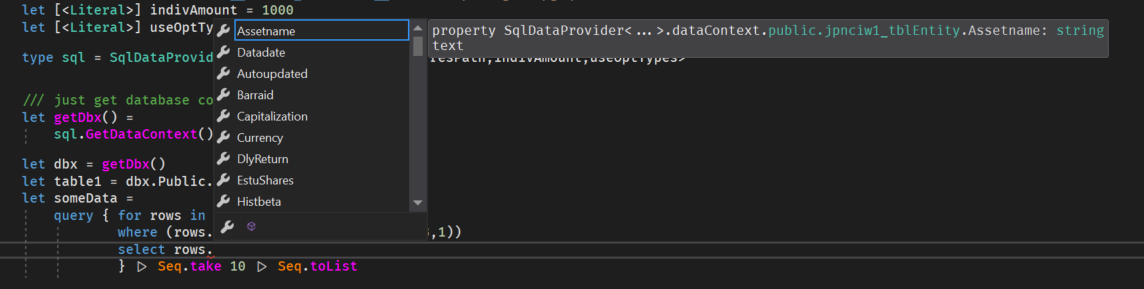 let [<Literal>] indivAmount = 1000
let [<Literal>] useOptTy
Assetname
property SqlDataProvider<...>.dataContext.public.jpnciw1_tblEntity.Assetname: string
text
Datadate
type sql = SqlDataProvid
resPath,indivAmount,useOptTypes>
Autoupdated
/// just get database co
Barraid
let getDbx() =
Capitalization
sql.GetDataContext()
Currency
let dbx = getDbx()
DlyReturn
let table1 = dbx.Public.
EstuShares
let someData =
Histbeta
query { for rows in
where (rows.
,1))
select rows.
} ▷ Seq.take 10 ▷ Seq.toList